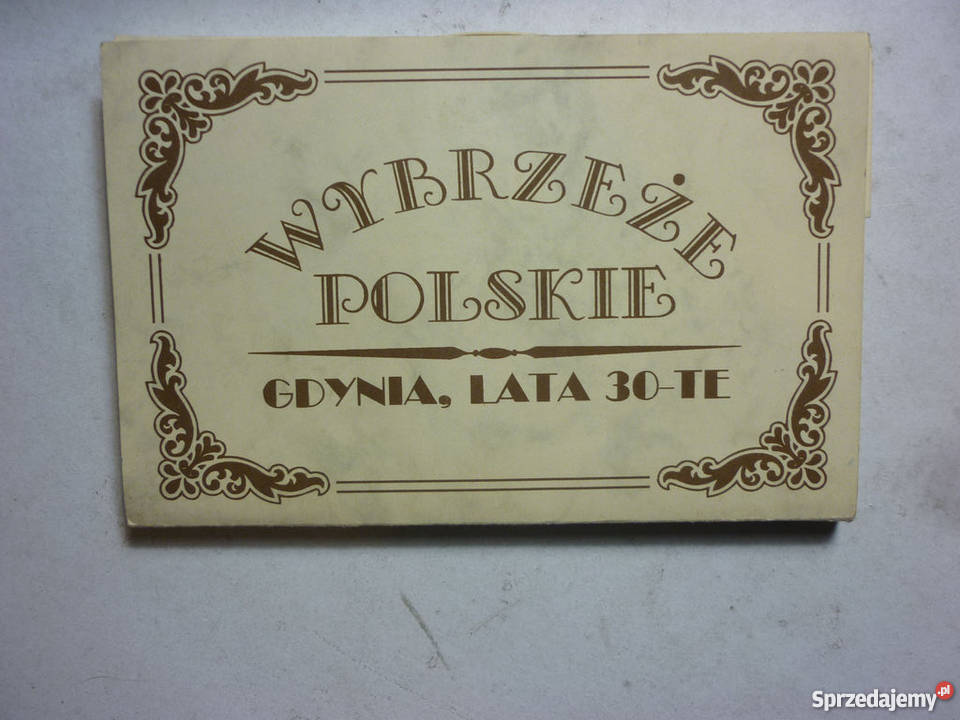 WYBRZEŻE
POLSKIE
GDYNIA, LATA 30-TE
Sprzedajemy.pl